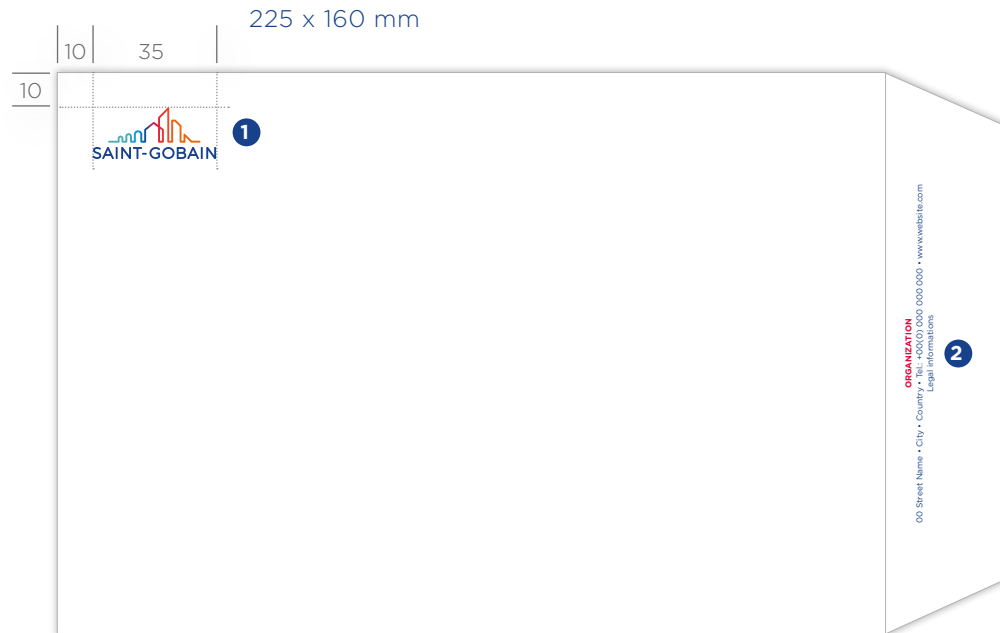 225 x 160 mm
10
35
10
SAINT-GOBAIN
1
ORGANIZATION
00 Street Name • City • Country • Tel.: +00(0) 000 000 000 • www.website.com
Legal informations
2